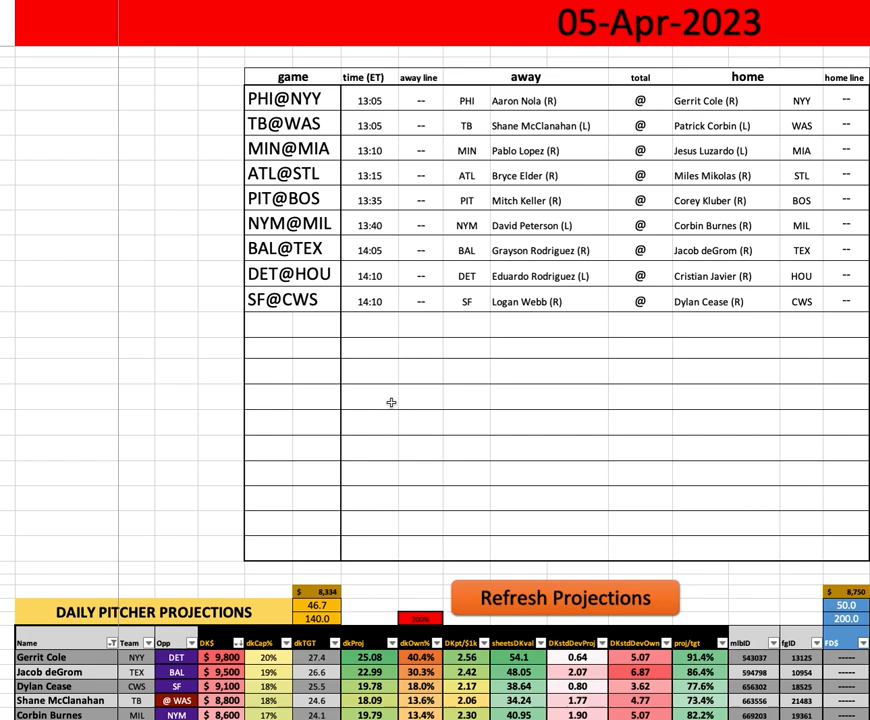 05-Apr-2023
game time (ET) away line away total home home line
PHI@NYY 13:05 -- PHI Aaron Nola (R) @ Gerrit Cole (R) NYY --
TB@WAS 13:05 -- TB Shane McClanahan (L) @ Patrick Corbin (L) WAS --
MIN@MIA 13:10 -- MIN Pablo Lopez (R) @ Jesus Luzardo (L) MIA --
ATL@STL 13:15 -- ATL Bryce Elder (R) @ Miles Mikolas (R) STL --
PIT@BOS 13:35 -- PIT Mitch Keller (R) @ Corey Kluber (R) BOS --
NYM@MIL 13:40 -- NYM David Peterson (L) @ Corbin Burnes (R) MIL --
BAL@TEX 14:05 -- BAL Grayson Rodriguez (R) @ Jacob deGrom (R) TEX --
DET@HOU 14:10 -- DET Eduardo Rodriguez (L) @ Cristian Javier (R) HOU --
SF@CWS 14:10 -- SF Logan Webb (R) @ Dylan Cease (R) CWS --
$ 8,334 $ 8,750
DAILY PITCHER PROJECTIONS 46.7 Refresh Projections 50.0
140.0 200% 200.0
Name Team Opp DK$ dkCap% dkTGT dkProj dkOwn% DKpt/$1k sheetsDKval DKstdDevProj DKstdDevOwn proj/tgt mlbID fgID FD$
Gerrit Cole NYY DET $ 9,800 20% 27.4 25.08 40.4% 2.56 54.1 0.64 5.07 91.4% 543037 13125 -----
Jacob deGrom TEX BAL $ 9,500 19% 26.6 22.99 30.3% 2.42 48.05 2.07 6.87 86.4% 594798 10954 -----
Dylan Cease CWS SF $ 9,100 18% 25.5 19.78 18.0% 2.17 38.64 0.80 3.62 77.6% 656302 18525 -----
Shane McClanahan TB @ WAS $ 8,800 18% 24.6 18.09 13.6% 2.06 34.24 1.77 4.77 73.4% 663556 21483 -----
Corbin Burnes MIL NYM $ 8,600 17% 24.1 19.79 13.4% 2.30 40.95 1.90 5.07 82.2% 669203 19361 -----